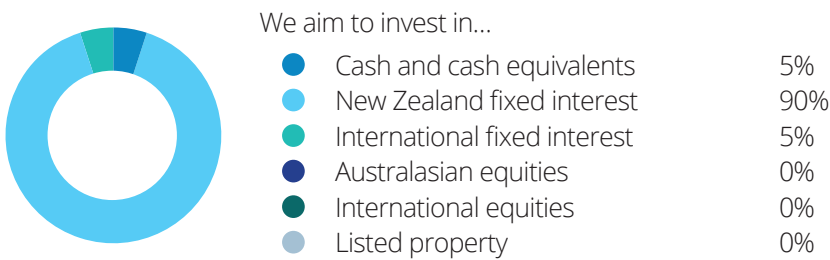 We aim to invest in...
Cash and cash equivalents 5%
New Zealand fixed interest 90%
International fixed interest 5%
Australasian equities 0%
International equities 0%
Listed property 0%